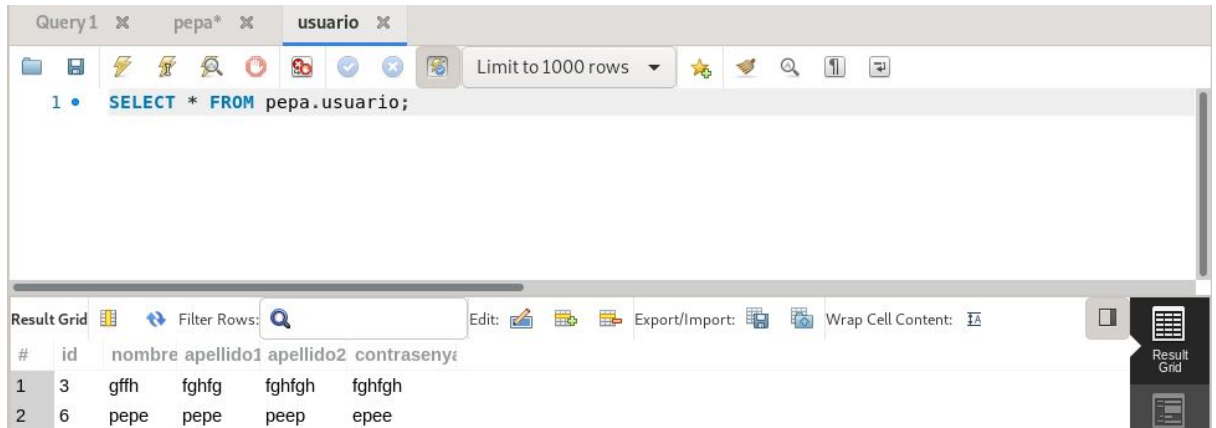 Query 1 pepa* usuario
Limit to 1000 rows
1 SELECT * FROM pepa.usuario;
Result Grid Filter Rows: Edit: Export/Import: Wrap Cell Content:
Result
Grid
# id nombre apellido1 apellido2 contrasenya
1 3 gffh fghfg fghfgh fghfgh
2 6 pepe pepe peep epee